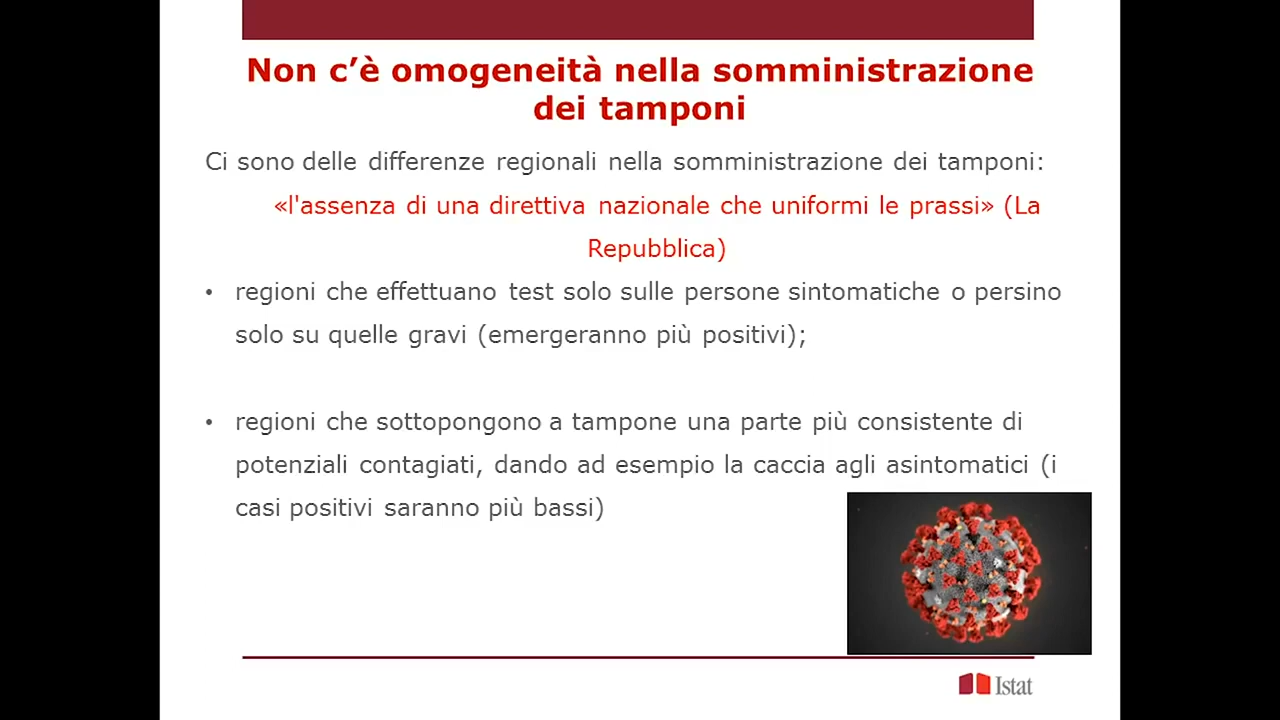 Non c’è omogeneità nella somministrazione
dei tamponi
Ci sono delle differenze regionali nella somministrazione dei tamponi:
«l'assenza di una direttiva nazionale che uniformi le prassi» (La
Repubblica)
• regioni che effettuano test solo sulle persone sintomatiche o persino
solo su quelle gravi (emergeranno più positivi);
• regioni che sottopongono a tampone una parte più consistente di
potenziali contagiati, dando ad esempio la caccia agli asintomatici (i
casi positivi saranno più bassi)
Istat